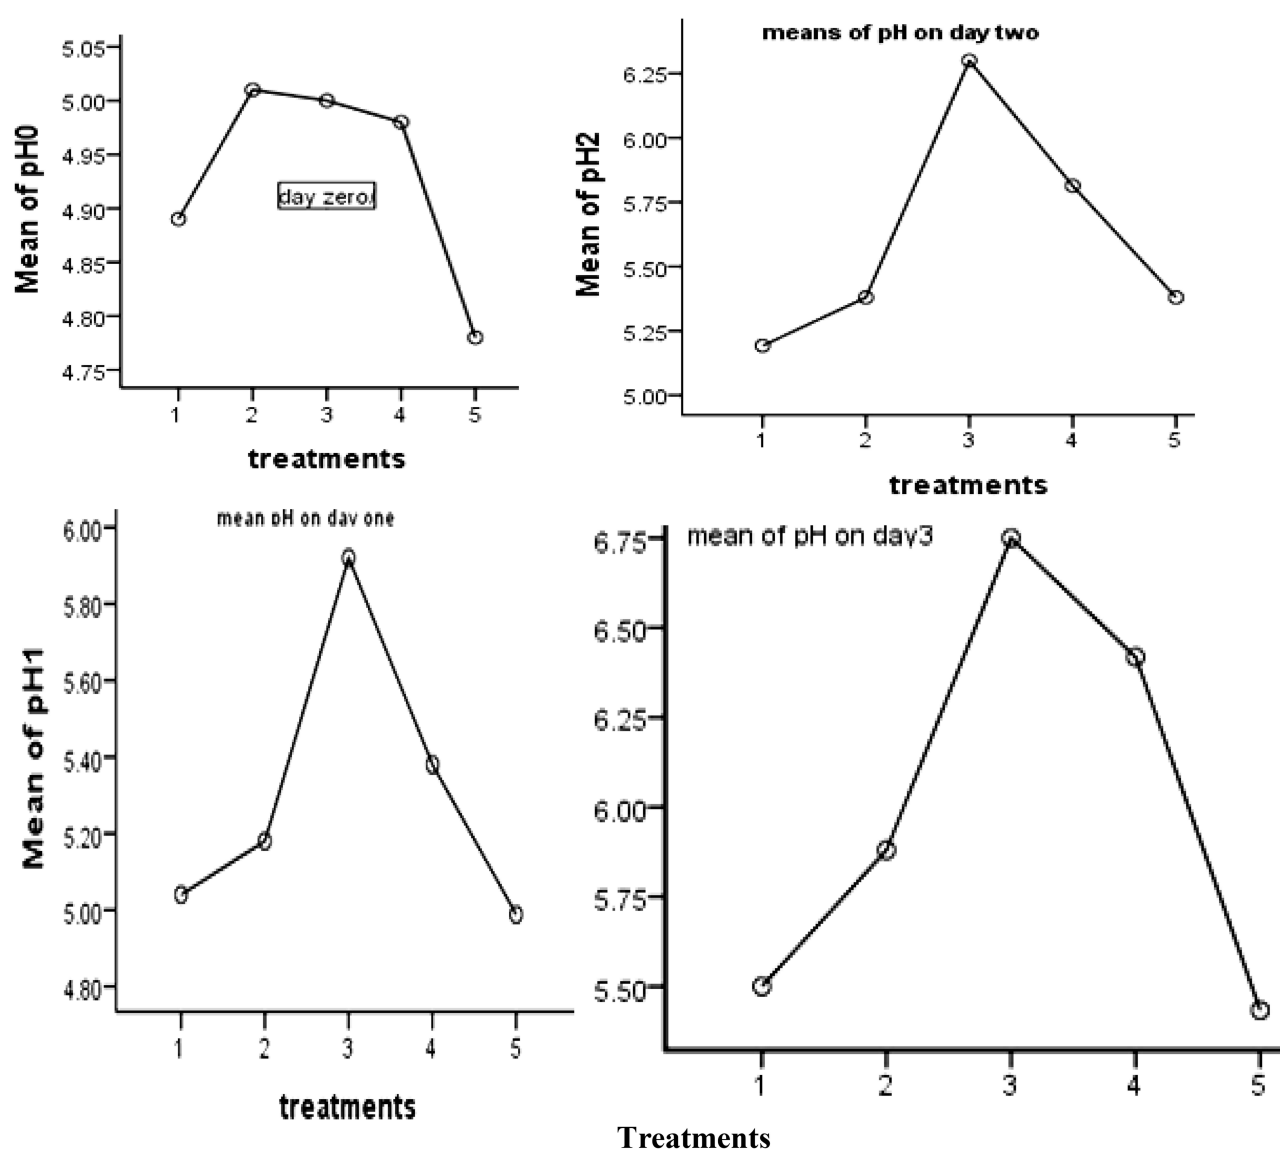 5.05
5.00
4.95
4.90
4.85
4.80
4.75
Mean of pH0
day zero/
1 2 3 4 5
treatments
means of pH on day two
6.25
6.00
5.75
5.50
5.25
5.00
Mean of pH2
1 2 3 4 5
treatments
mean pH on day one
6.00
5.80
5.60
5.40
5.20
5.00
4.80
Mean of pH1
1 2 3 4 5
treatments
mean of pH on day3
6.75
6.50
6.25
6.00
5.75
5.50
1 2 3 4 5
Treatments